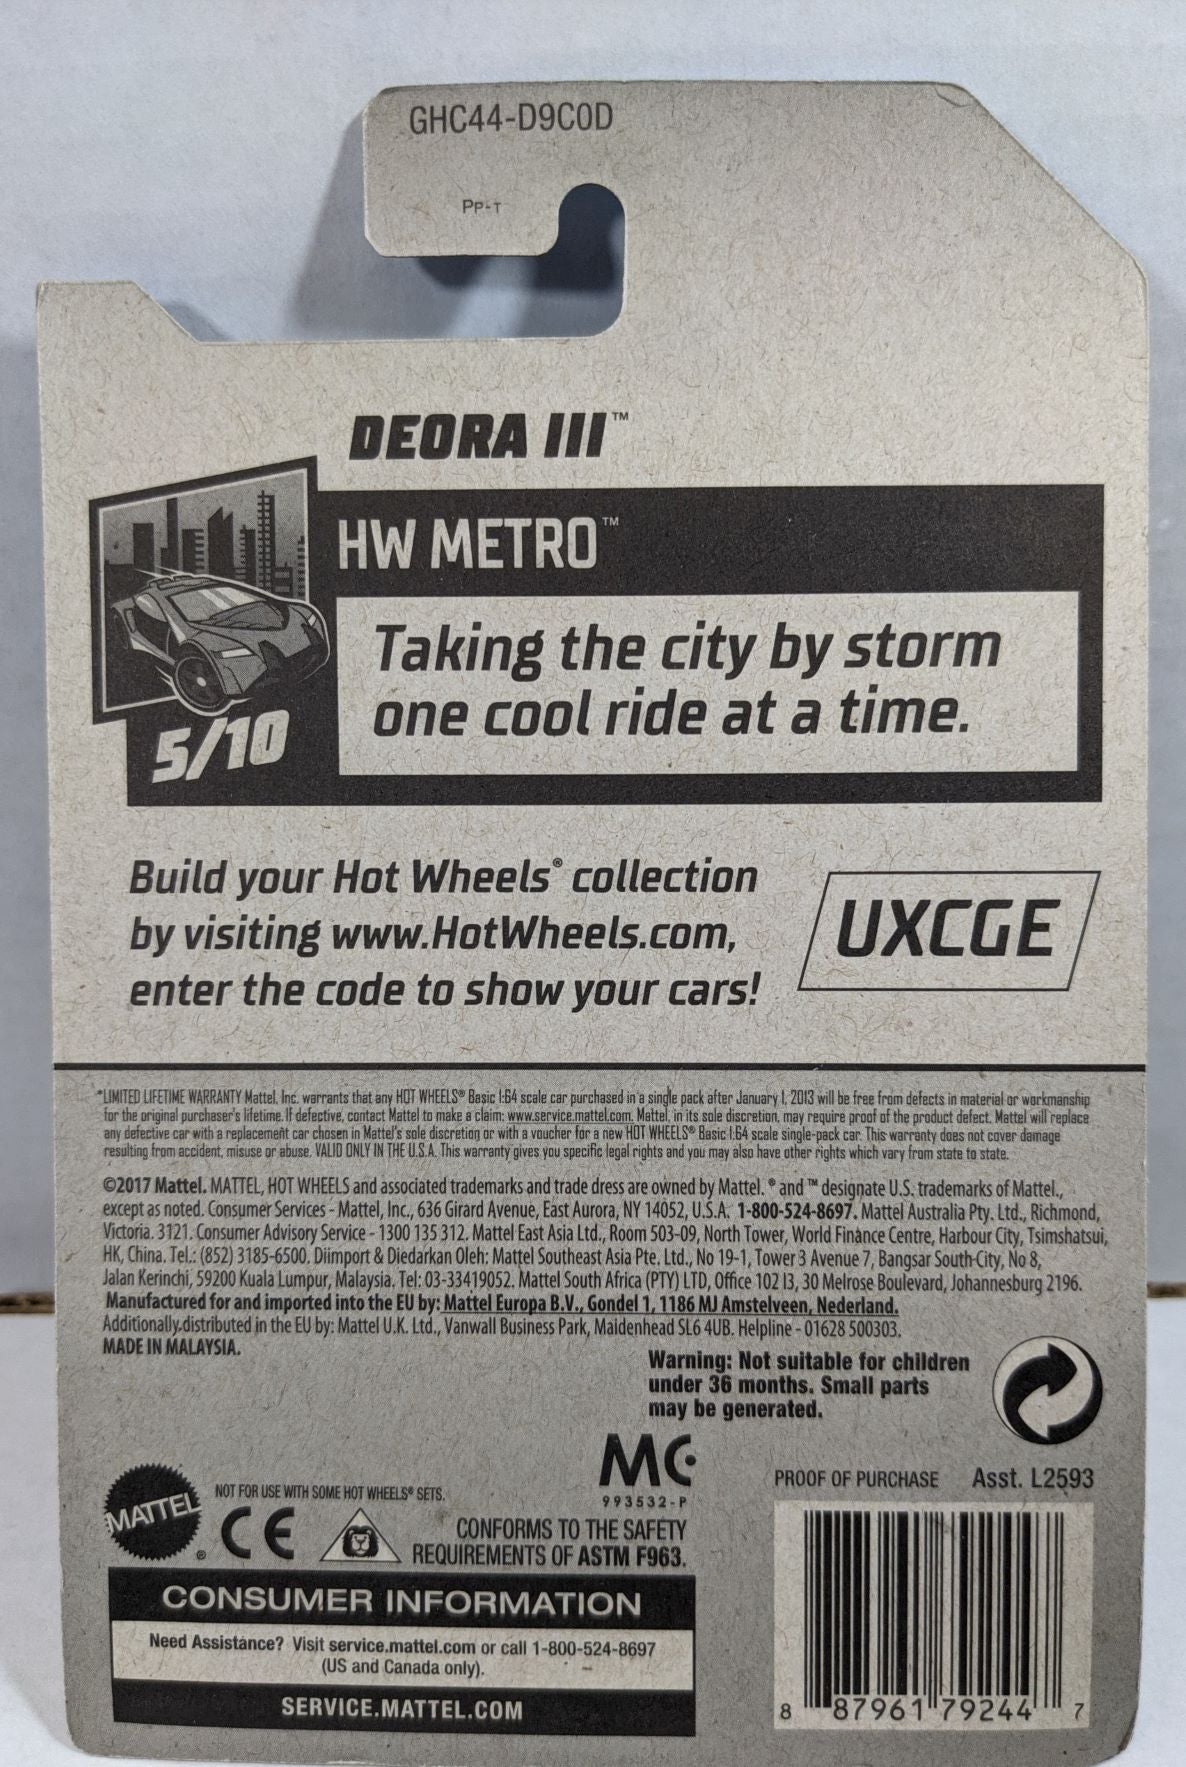 GHC44-D9C0D
PP-T
DEORA III™
HW METRO™
Taking the city by storm
one cool ride at a time.
5/10
Build your Hot Wheels® collection
by visiting www.HotWheels.com,
enter the code to show your cars!
UXCGE
*LIMITED LIFETIME WARRANTY Mattel, Inc. warrants that any HOT WHEELS® Basic 1:64 scale car purchased in a single pack after January 1, 2013 will be free from defects in material or workmanship
for the original purchaser's lifetime. If defective, contact Mattel to make a claim: www.service.mattel.com. Mattel, in its sole discretion, may require proof of the product defect. Mattel will replace
any defective car with a replacement car chosen in Mattel's sole discretion or with a voucher for a new HOT WHEELS® Basic 1:64 scale single-pack car. This warranty does not cover damage
resulting from accident, misuse or abuse. VALID ONLY IN THE U.S.A. This warranty gives you specific legal rights and you may also have other rights which vary from state to state.
©2017 Mattel. MATTEL, HOT WHEELS and associated trademarks and trade dress are owned by Mattel. ® and ™ designate U.S. trademarks of Mattel.,
except as noted. Consumer Services - Mattel, Inc., 636 Girard Avenue, East Aurora, NY 14052, U.S.A. 1-800-524-8697. Mattel Australia Pty. Ltd., Richmond,
Victoria. 3121. Consumer Advisory Service - 1300 135 312. Mattel East Asia Ltd., Room 503-09, North Tower, World Finance Centre, Harbour City, Tsimshatsui,
HK, China. Tel.: (852) 3185-6500. Diimport & Diedarkan Oleh: Mattel Southeast Asia Pte. Ltd., No 19-1, Tower 3 Avenue 7, Bangsar South City, No 8,
Jalan Kerinchi, 59200 Kuala Lumpur, Malaysia. Tel: 03-33419052. Mattel South Africa (PTY) LTD, Office 102 I3, 30 Melrose Boulevard, Johannesburg 2196.
Manufactured for and imported into the EU by: Mattel Europa B.V., Gondel 1, 1186 MJ Amstelveen, Nederland.
Additionally distributed in the EU by: Mattel U.K. Ltd., Vanwall Business Park, Maidenhead SL6 4UB. Helpline - 01628 500303.
MADE IN MALAYSIA.
Warning: Not suitable for children
under 36 months. Small parts
may be generated.
MC
993532-P
PROOF OF PURCHASE Asst. L2593
MATTEL®
NOT FOR USE WITH SOME HOT WHEELS® SETS.
CE
CONFORMS TO THE SAFETY
REQUIREMENTS OF ASTM F963.
CONSUMER INFORMATION
Need Assistance? Visit service.mattel.com or call 1-800-524-8697
(US and Canada only).
SERVICE.MATTEL.COM
8 87961 79244 7